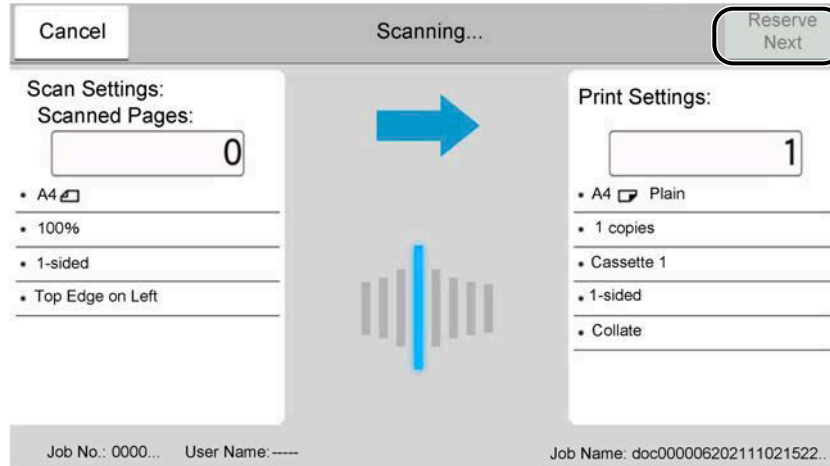 Cancel
Scanning...
Reserve
Next
Scan Settings:
Scanned Pages:
0
• A4
• 100%
• 1-sided
• Top Edge on Left
Print Settings:
1
• A4 Plain
• 1 copies
• Cassette 1
• 1-sided
• Collate
Job No.: 0000... User Name: -----
Job Name: doc000006202111021522..